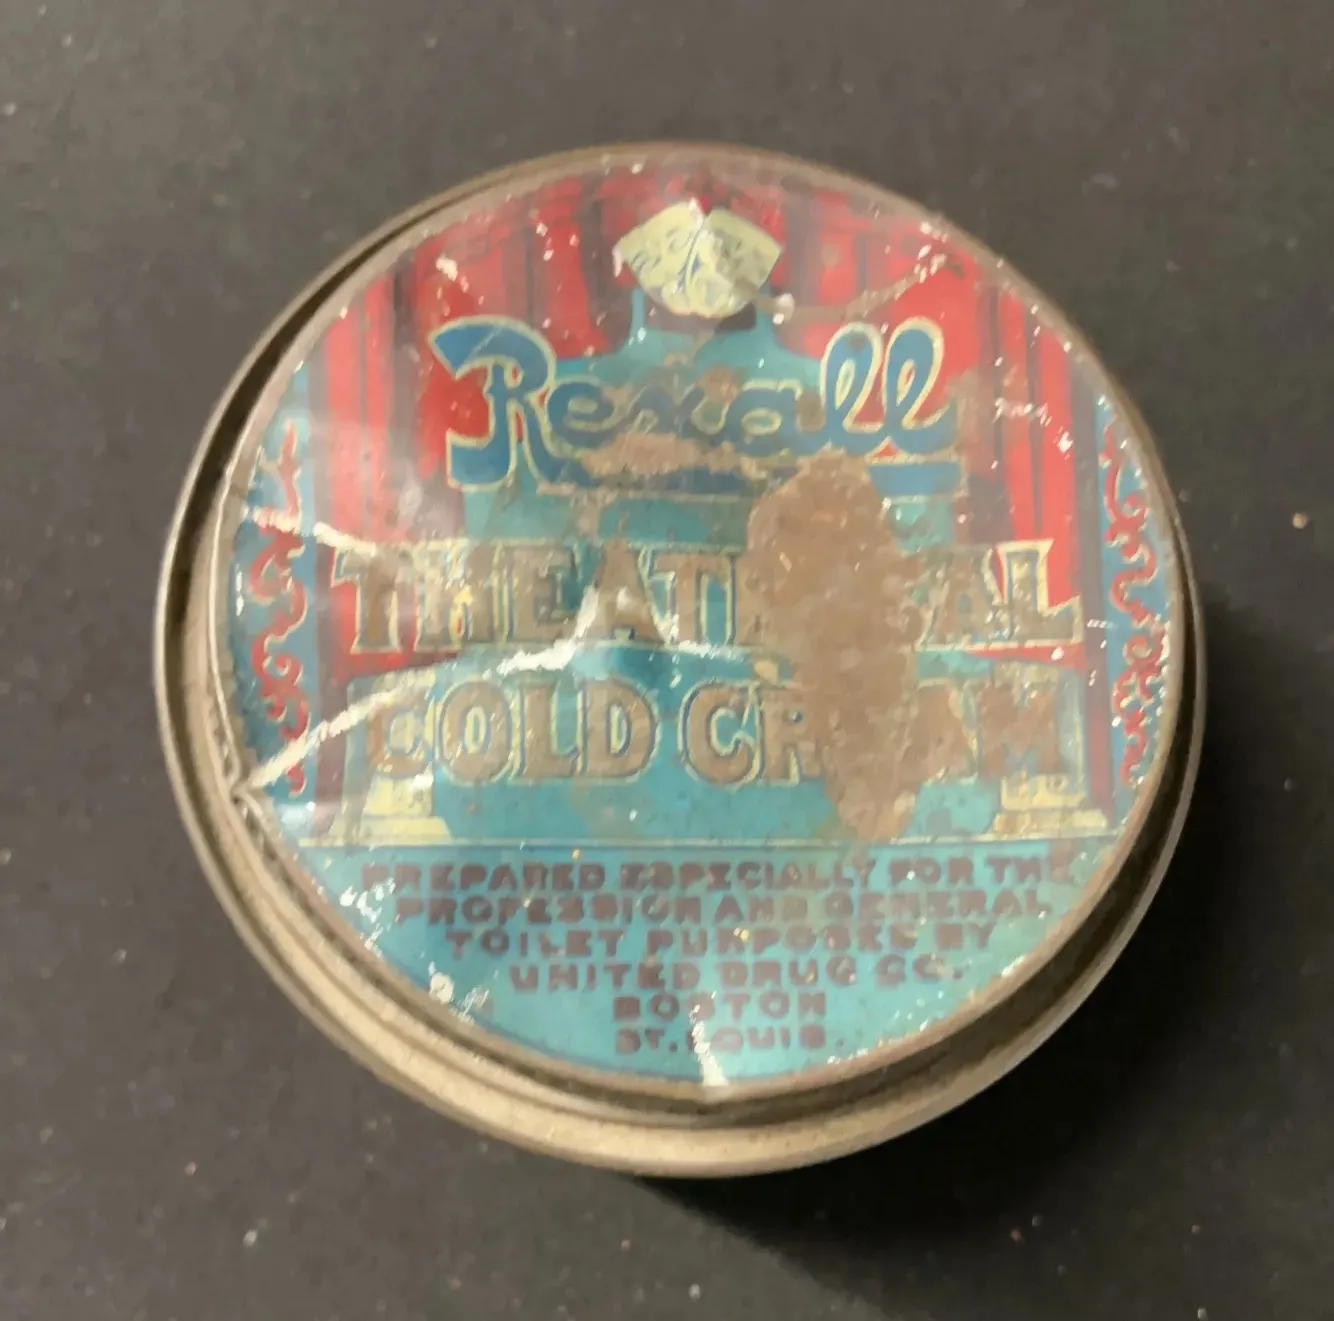 Rexall
THEATRICAL
COLD CREAM
PREPARED ESPECIALLY FOR THE
PROFESSION AND GENERAL
TOILET PURPOSES BY
UNITED DRUG CO.
BOSTON
ST. LOUIS.